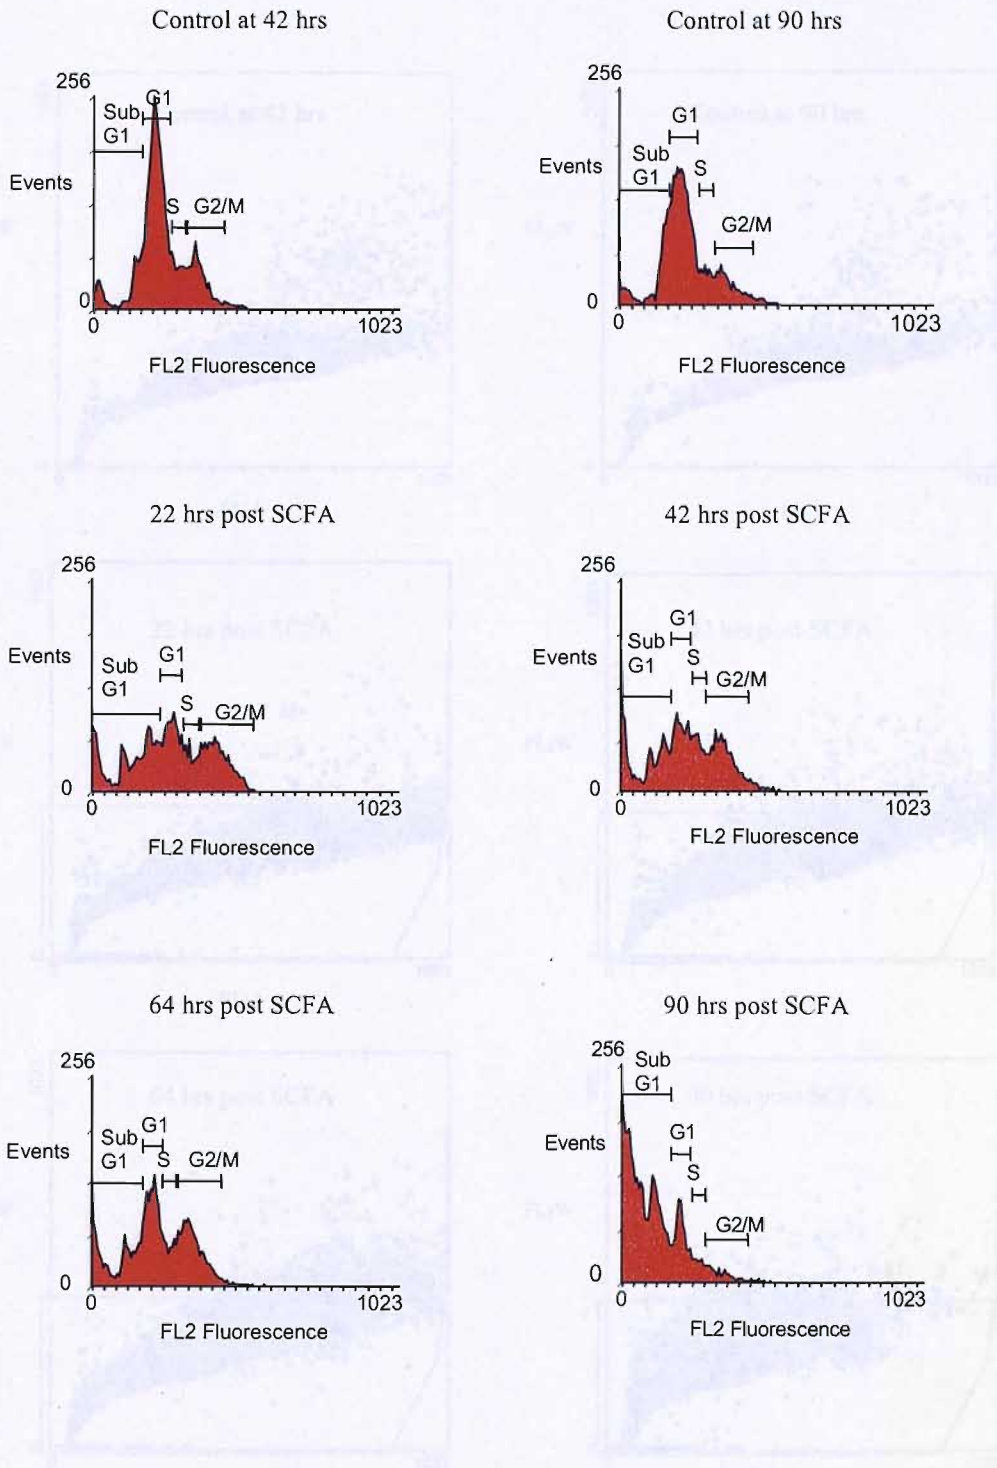 Control at 42 hrs
256
G1
Sub
G1
Events
S G2/M
0
0 1023
FL2 Fluorescence
Control at 90 hrs
256
G1
Sub
G1
S
Events
G2/M
0
0 1023
FL2 Fluorescence
22 hrs post SCFA
256
G1
Sub
G1
Events
S
G2/M
0
0 1023
FL2 Fluorescence
42 hrs post SCFA
256
G1
Sub
G1
S
Events
G2/M
0
0 1023
FL2 Fluorescence
64 hrs post SCFA
256
G1
Sub
G1
S G2/M
Events
0
0 1023
FL2 Fluorescence
90 hrs post SCFA
256
Sub
G1
G1
Events
S
G2/M
0
0 1023
FL2 Fluorescence